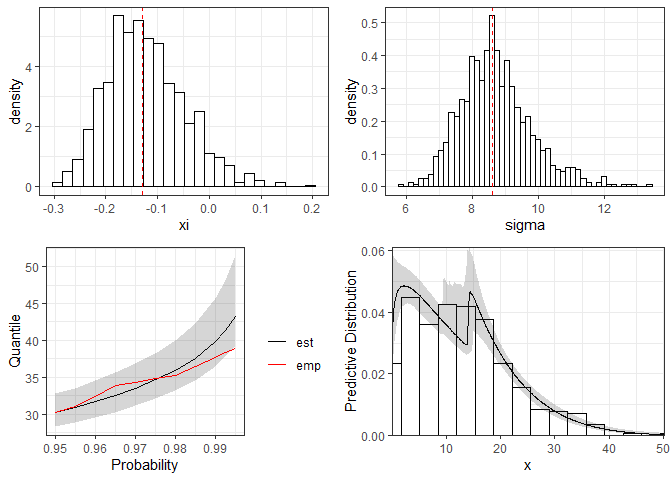 density
4
2
0
-0.3 -0.2 -0.1 0.0 0.1 0.2
xi
density
0.5
0.4
0.3
0.2
0.1
0.0
6 8 10 12
sigma
Quantile
50
45
40
35
30
0.95 0.96 0.97 0.98 0.99
Probability
est
emp
Predictive Distribution
0.06
0.04
0.02
0.00
10 20 30 40 50
x